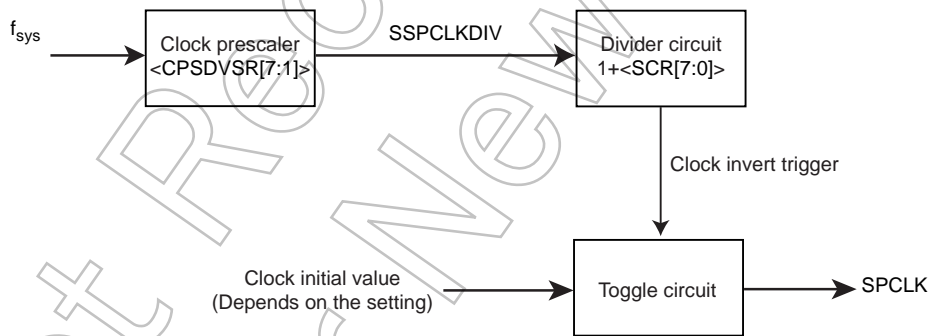 f_sys
Clock prescaler
<CPSDVSR[7:1]>
SSPCLKDIV
Divider circuit
1+<SCR[7:0]>
Clock invert trigger
Clock initial value
(Depends on the setting)
Toggle circuit
SPCLK